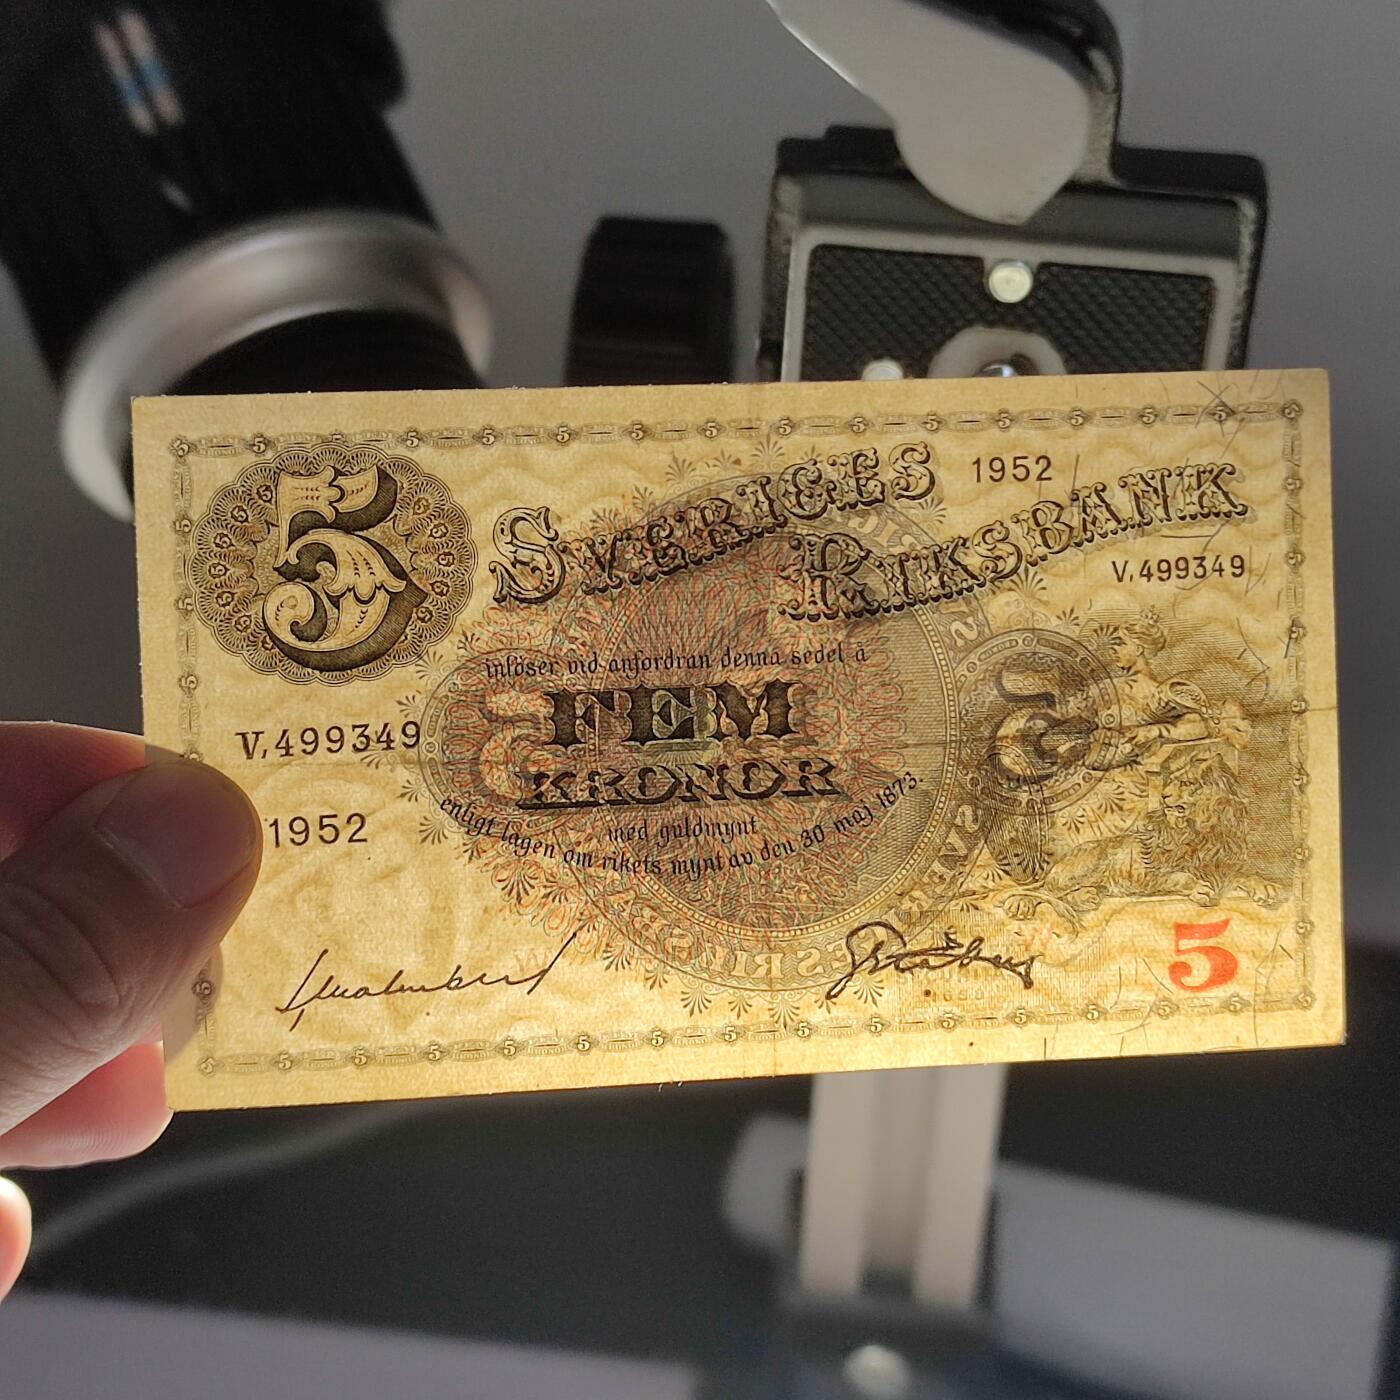 5
SVERIGES 1952
RIKSBANK
V.499349
inlöser vid anfordran denna sedel à
FEM
KRONOR
V.499349
med guldmynt
enligt lagen om rikets mynt av den 30 maj 1873.
1952
5